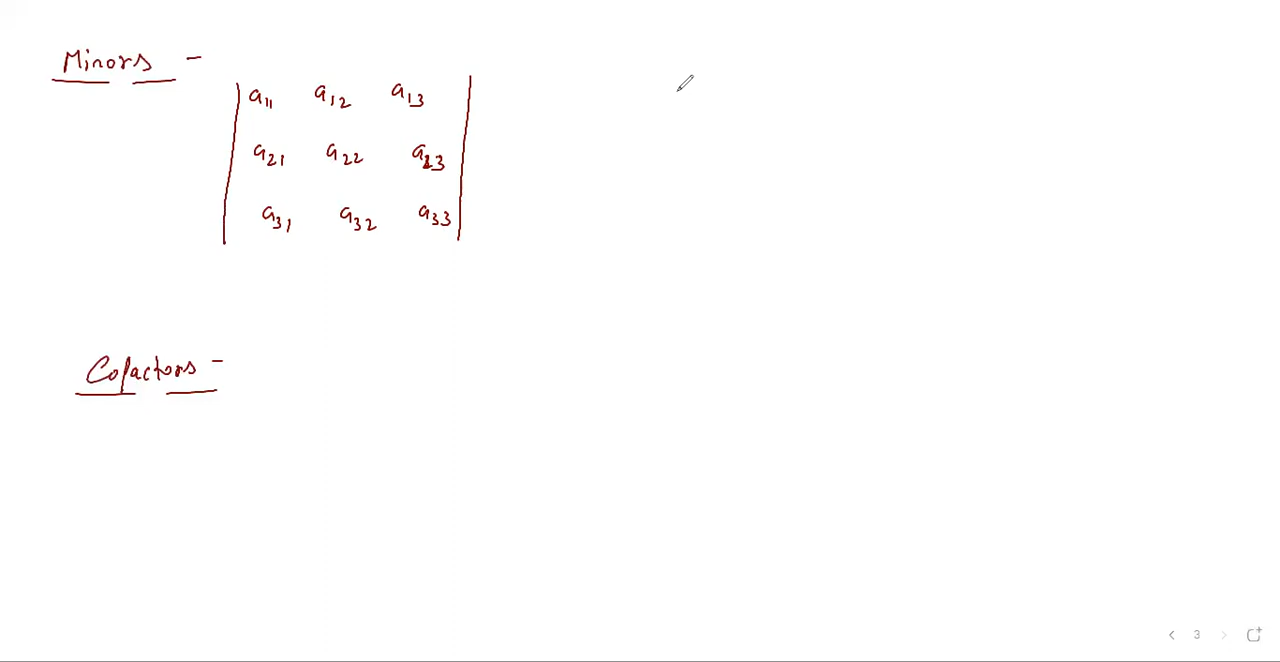 Minors -
a11 a12 a13
a21 a22 a23
a31 a32 a33
Cofactors -
3